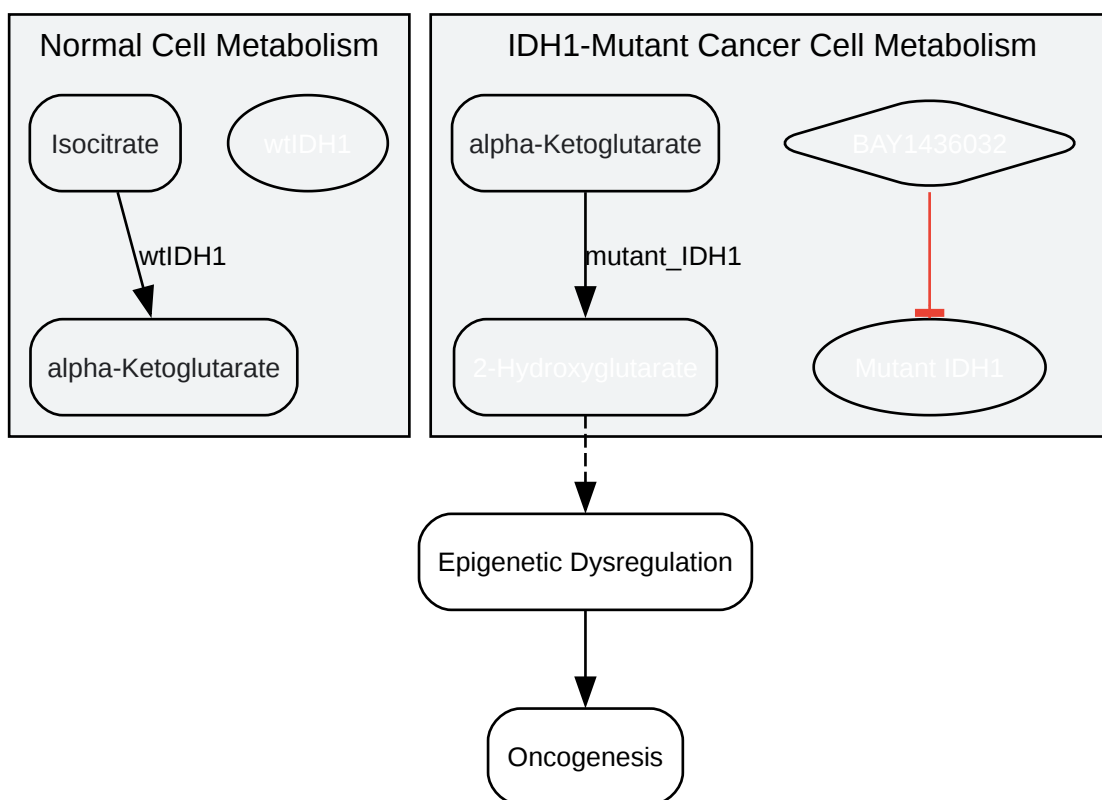 Normal Cell Metabolism
IDH1-Mutant Cancer Cell Metabolism
Isocitrate
wtIDH1
alpha-Ketoglutarate
BAY1436032
wtIDH1
mutant_IDH1
alpha-Ketoglutarate
2-Hydroxyglutarate
Mutant IDH1
Epigenetic Dysregulation
Oncogenesis